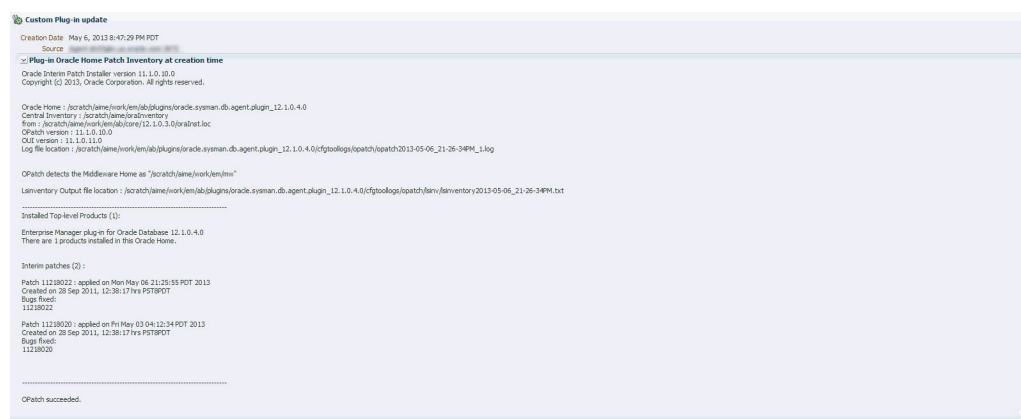 Custom Plug-in update
Creation Date May 6, 2013 8:47:29 PM PDT
Source
Plug-in Oracle Home Patch Inventory at creation time
Oracle Interim Patch Installer version 11.1.0.10.0
Copyright (c) 2013, Oracle Corporation. All rights reserved.
Oracle Home : /scratch/aime/work/em/ab/plugins/oracle.sysman.db.agent.plugin_12.1.0.4.0
Central Inventory : /scratch/aime/oraInventory
from : /scratch/aime/work/em/ab/core/12.1.0.3.0/oraInst.loc
OPatch version : 11.1.0.10.0
OUI version : 11.1.0.11.0
Log file location : /scratch/aime/work/em/ab/plugins/oracle.sysman.db.agent.plugin_12.1.0.4.0/cfgtoollogs/opatch/opatch2013-05-06_21-26-34PM_1.log
OPatch detects the Middleware Home as "/scratch/aime/work/em/mw"
Lsinventory Output file location : /scratch/aime/work/em/ab/plugins/oracle.sysman.db.agent.plugin_12.1.0.4.0/cfgtoollogs/opatch/lsinv/lsinventory2013-05-06_21-26-34PM.txt
--------------------------------------------------------------------------------
Installed Top-level Products (1):
Enterprise Manager plug-in for Oracle Database 12.1.0.4.0
There are 1 products installed in this Oracle Home.
Interim patches (2) :
Patch 11218022 : applied on Mon May 06 21:25:55 PDT 2013
Created on 28 Sep 2011, 12:38:17 hrs PST8PDT
Bugs fixed:
11218022
Patch 11218020 : applied on Fri May 03 04:12:34 PDT 2013
Created on 28 Sep 2011, 12:38:17 hrs PST8PDT
Bugs fixed:
11218020
--------------------------------------------------------------------------------
OPatch succeeded.